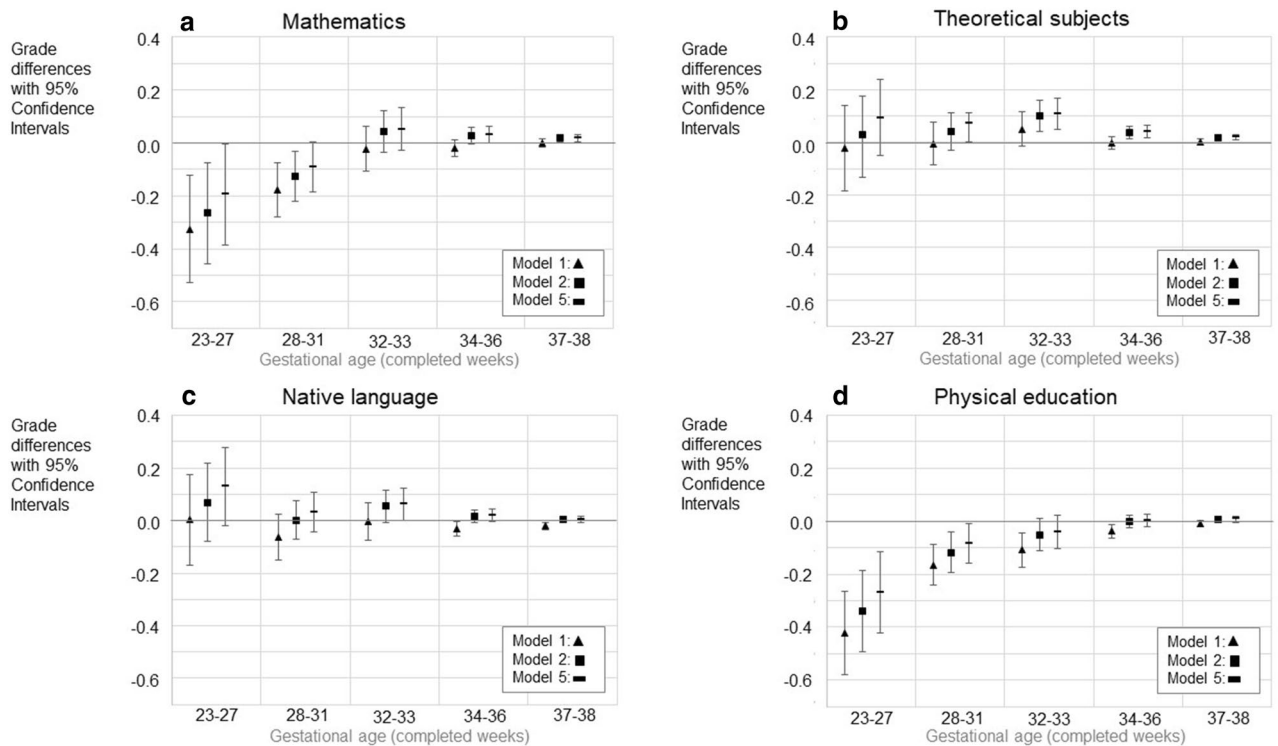 a Mathematics
Grade
differences
with 95%
Confidence
Intervals
0.4
0.2
0.0
-0.2
-0.4
-0.6
Model 1:
Model 2:
Model 5:
23-27 28-31 32-33 34-36 37-38
Gestational age (completed weeks)
b Theoretical subjects
Grade
differences
with 95%
Confidence
Intervals
0.4
0.2
0.0
-0.2
-0.4
-0.6
Model 1:
Model 2:
Model 5:
23-27 28-31 32-33 34-36 37-38
Gestational age (completed weeks)
c Native language
Grade
differences
with 95%
Confidence
Intervals
0.4
0.2
0.0
-0.2
-0.4
-0.6
Model 1:
Model 2:
Model 5:
23-27 28-31 32-33 34-36 37-38
Gestational age (completed weeks)
d Physical education
Grade
differences
with 95%
Confidence
Intervals
0.4
0.2
0.0
-0.2
-0.4
-0.6
Model 1:
Model 2:
Model 5:
23-27 28-31 32-33 34-36 37-38
Gestational age (completed weeks)